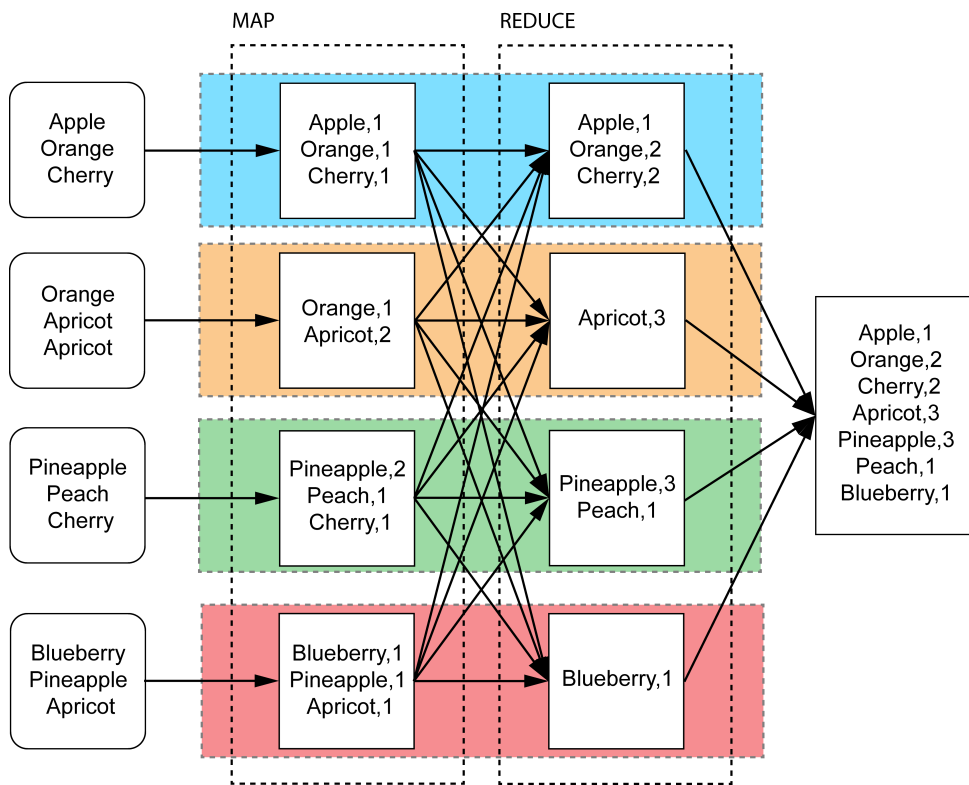 MAP
REDUCE
Apple
Orange
Cherry
Apple,1
Orange,1
Cherry,1
Apple,1
Orange,2
Cherry,2
Orange
Apricot
Apricot
Orange,1
Apricot,2
Apricot,3
Pineapple
Peach
Cherry
Pineapple,2
Peach,1
Cherry,1
Pineapple,3
Peach,1
Blueberry
Pineapple
Apricot
Blueberry,1
Pineapple,1
Apricot,1
Blueberry,1
Apple,1
Orange,2
Cherry,2
Apricot,3
Pineapple,3
Peach,1
Blueberry,1